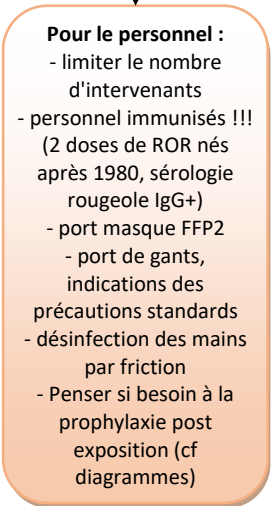 Pour le personnel :
- limiter le nombre
d'intervenants
- personnel immunisés !!!
(2 doses de ROR nés
après 1980, sérologie
rougeole IgG+)
- port masque FFP2
- port de gants,
indications des
précautions standards
- désinfection des mains
par friction
- Penser si besoin à la
prophylaxie post
exposition (cf
diagrammes)